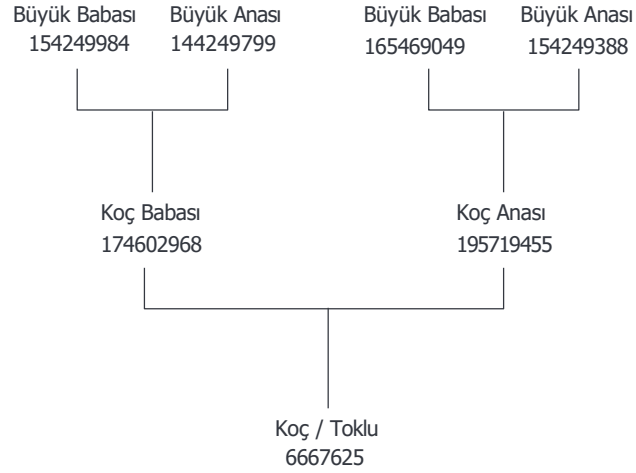 Büyük Babası
154249984
Büyük Anası
144249799
Büyük Babası
165469049
Büyük Anası
154249388
Koç Babası
174602968
Koç Anası
195719455
Koç / Toklu
6667625